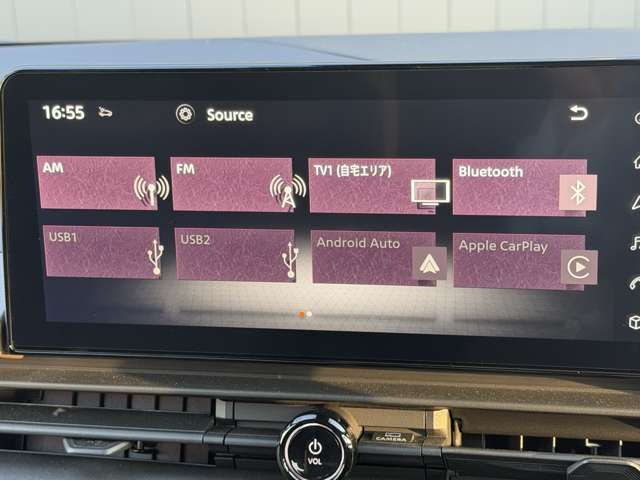 16:55 Source
AM FM TV1 (自宅エリア) Bluetooth
USB1 USB2 Android Auto Apple CarPlay
VOL CAMERA